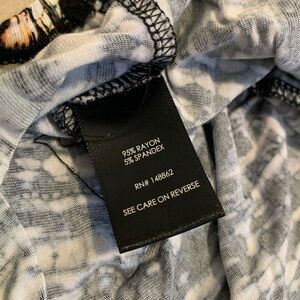 95% RAYON
5% SPANDEX
RN# 148862
SEE CARE ON REVERSE